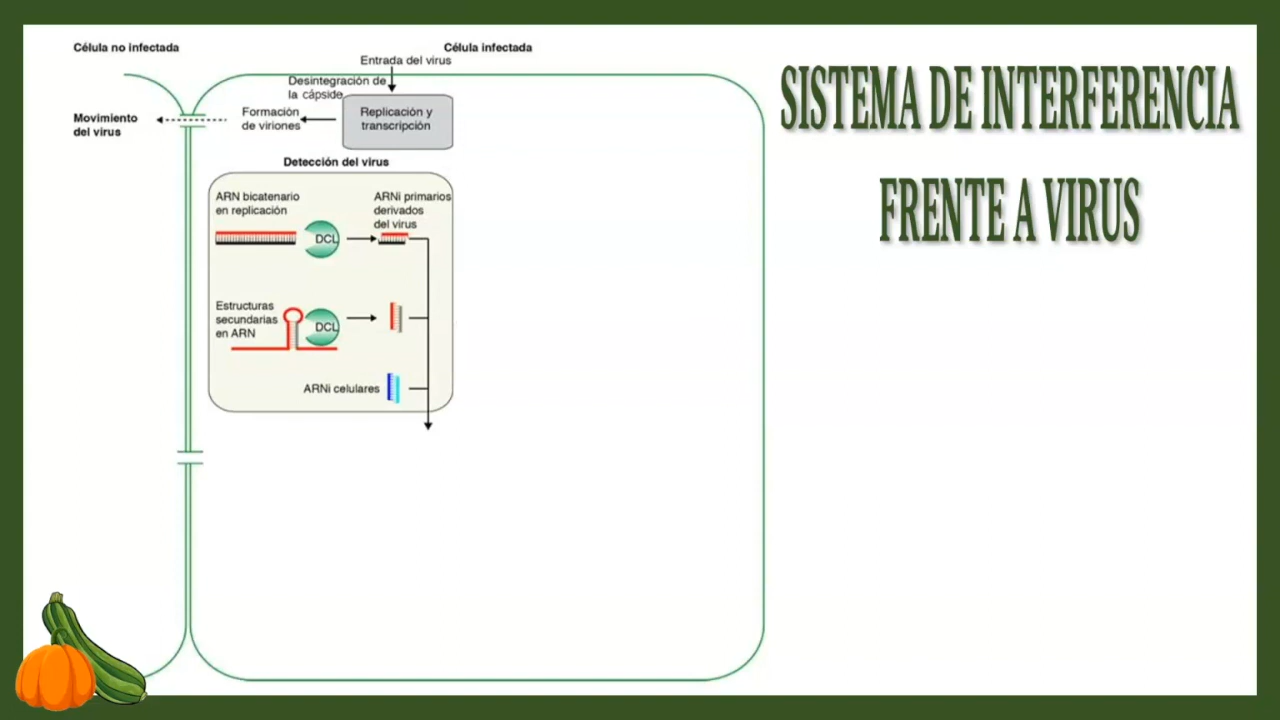 Célula no infectada
Célula infectada
Entrada del virus
Desintegración de
la cápside
Formación
de viriones
Replicación y
transcripción
Movimiento
del virus
Detección del virus
ARN bicatenario
en replicación
ARNi primarios
derivados
del virus
DCL
Estructuras
secundarias
en ARN
DCL
ARNi celulares
SISTEMA DE INTERFERENCIA
FRENTE A VIRUS